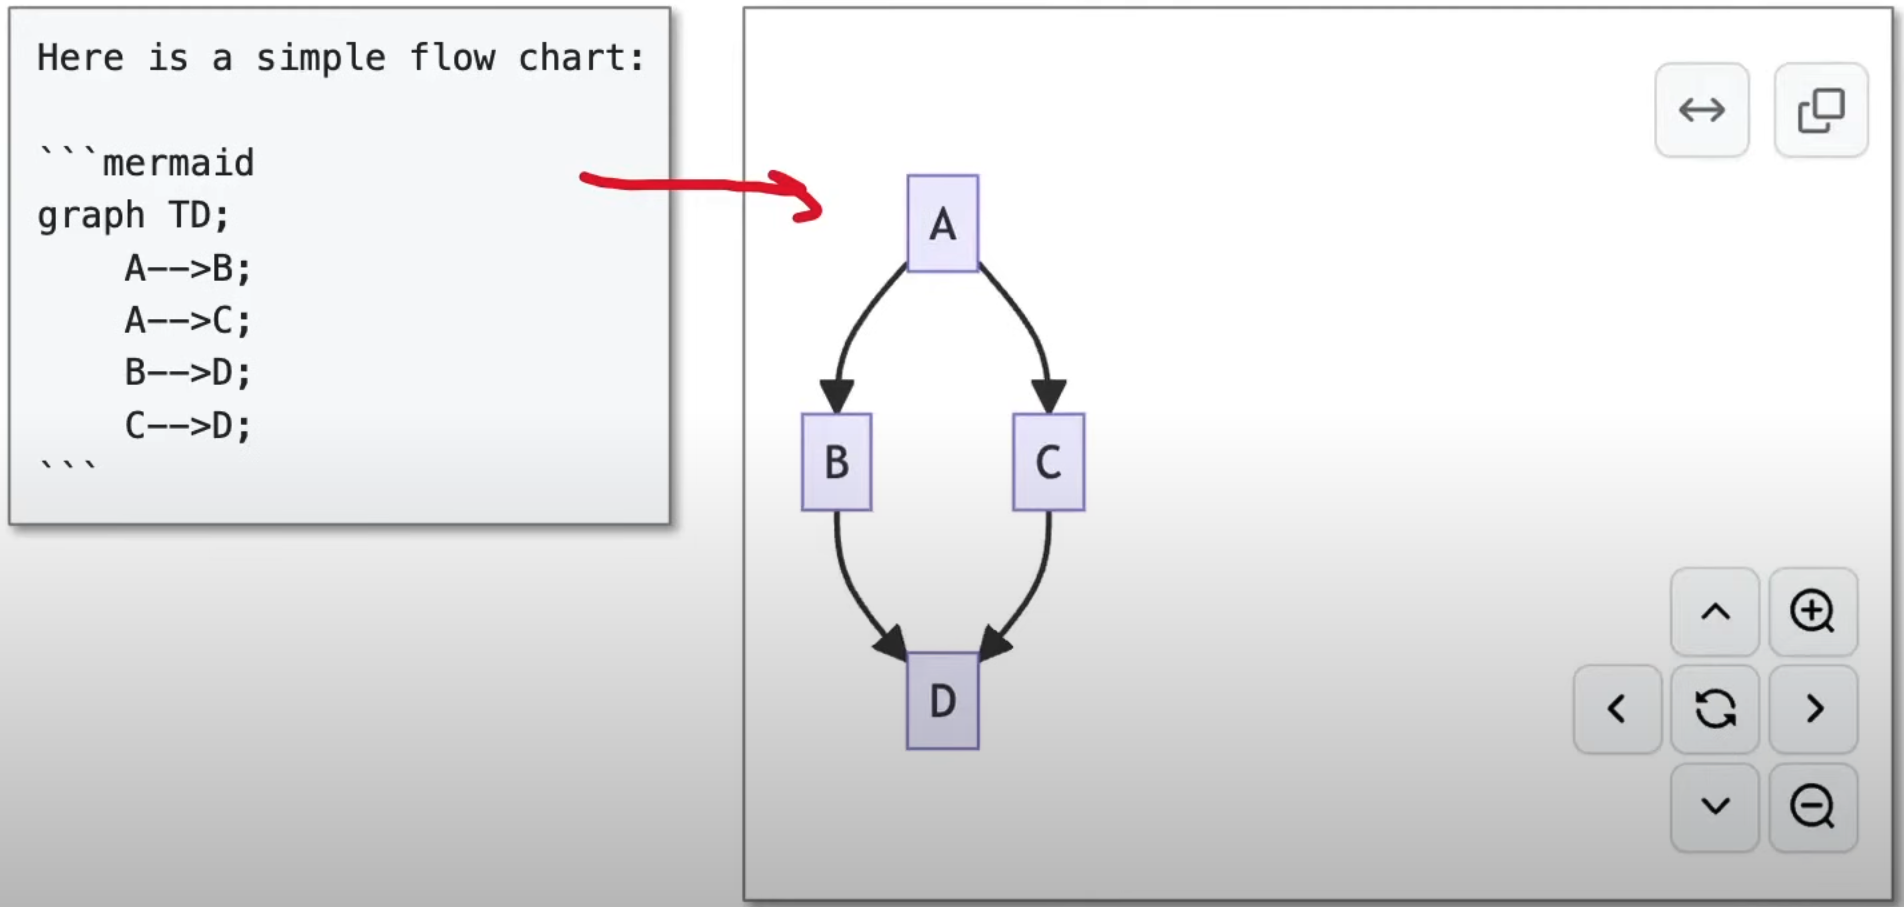 Here is a simple flow chart:
```mermaid
graph TD;
    A-->B;
    A-->C;
    B-->D;
    C-->D;
```
A
B
C
D